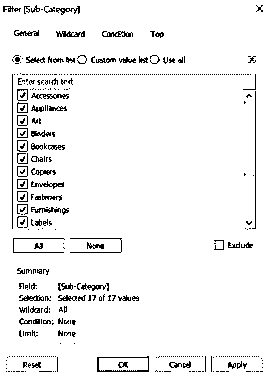 Filter [Sub-Category]
General Wildcard Condition Top
Select from list Custom value list Use all
Enter search text
Accessories
Appliances
Art
Binders
Bookcases
Chairs
Copiers
Envelopes
Fasteners
Furnishings
Labels
All None Exclude
Summary
Field: [Sub-Category]
Selection: Selected 17 of 17 values
Wildcard: All
Condition: None
Limit: None
Reset OK Cancel Apply